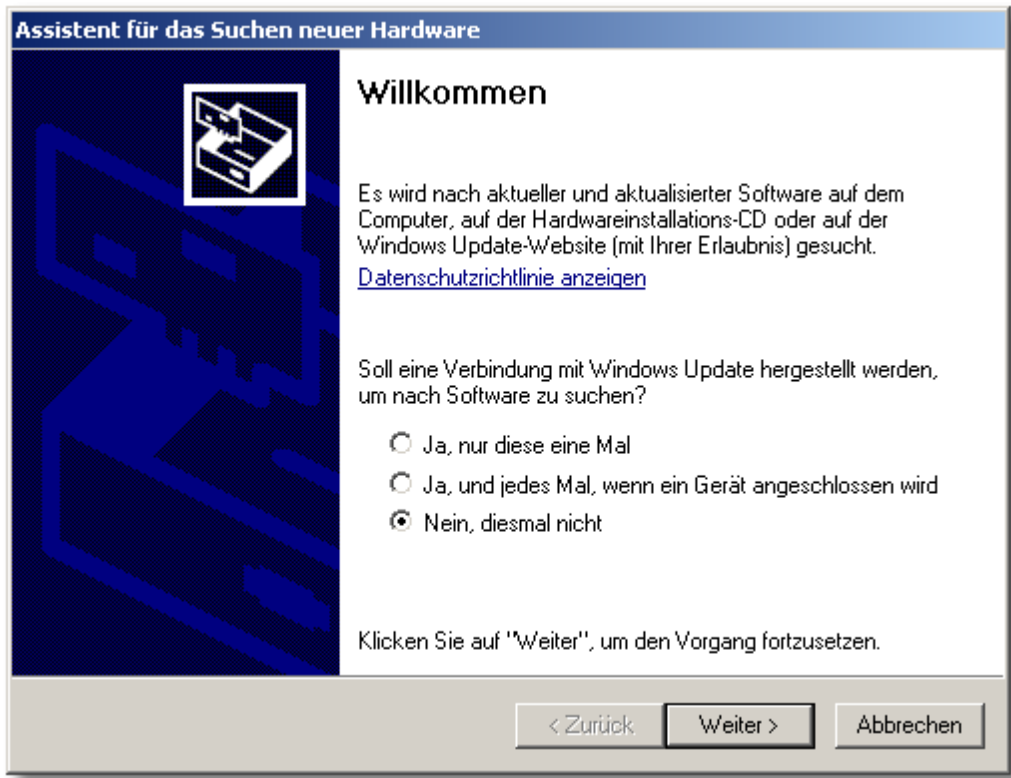 Assistent für das Suchen neuer Hardware
Willkommen
Es wird nach aktueller und aktualisierter Software auf dem
Computer, auf der Hardwareinstallations-CD oder auf der
Windows Update-Website (mit Ihrer Erlaubnis) gesucht.
Datenschutzrichtlinie anzeigen
Soll eine Verbindung mit Windows Update hergestellt werden,
um nach Software zu suchen?
Ja, nur diese eine Mal
Ja, und jedes Mal, wenn ein Gerät angeschlossen wird
Nein, diesmal nicht
Klicken Sie auf "Weiter", um den Vorgang fortzusetzen.
< Zurück Weiter > Abbrechen